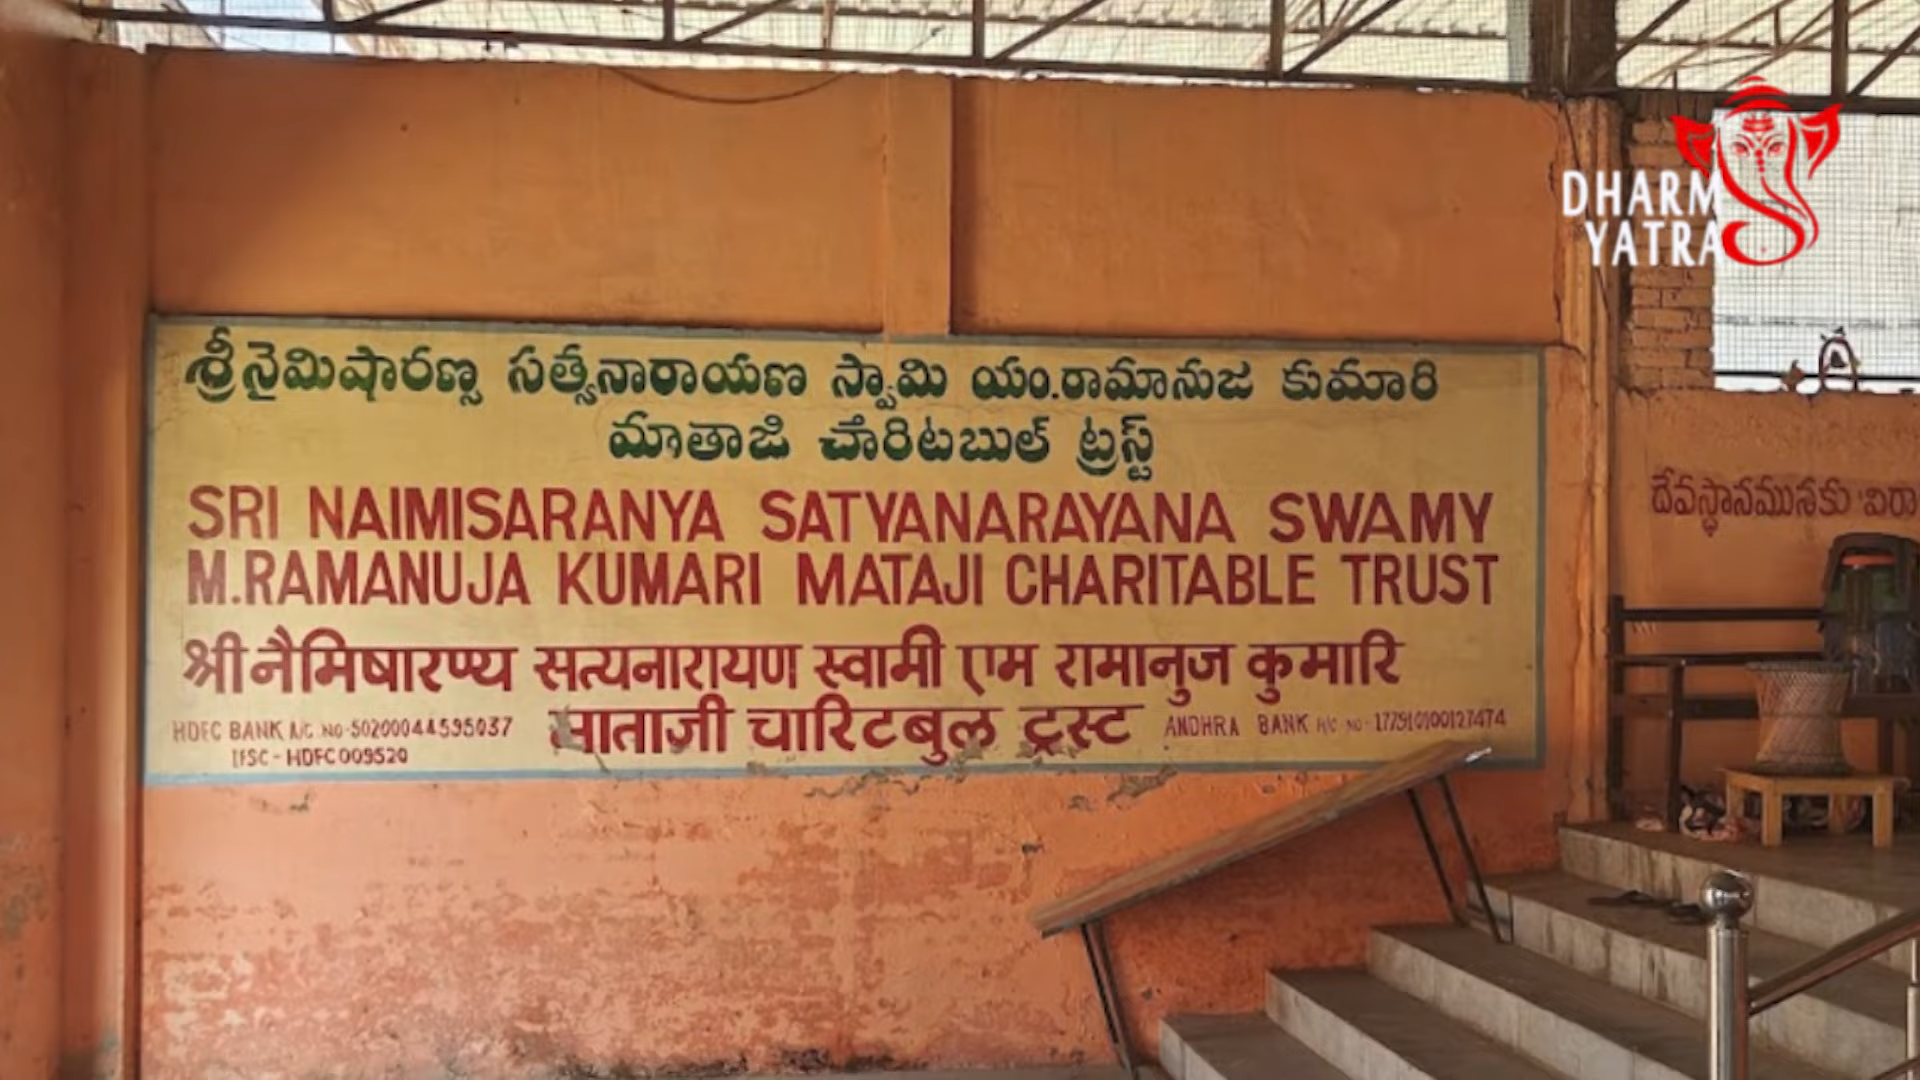 DHARM
YATRA
శ్రీనైమిషారణ్య సత్యనారాయణ స్వామి యం.రామానుజ కుమారి
మాతాజి చారిటబుల్ ట్రస్ట్
SRI NAIMISARANYA SATYANARAYANA SWAMY
M.RAMANUJA KUMARI MATAJI CHARITABLE TRUST
श्री नैमिषारण्य सत्यनारायण स्वामी एम रामानुज कुमारि
माताजी चारिटबुल ट्रस्ट
HDFC BANK A/C NO-50200044595037
IFSC-HDFC009520
ANDHRA BANK A/C NO-177910100127474
దేవస్థానమునకు విరా